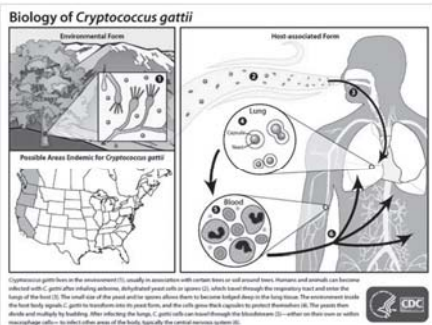 Biology of Cryptococcus gattii
Environmental Form
1
Possible Areas Endemic for Cryptococcus gattii
Host-associated Form
2
3
4
Lung
Capsule
Yeast
5
Blood
6
Cryptococcus gattii lives in the environment (1), usually in association with certain trees or soil around trees. Humans and animals can become
infected with C. gattii after inhaling airborne, dehydrated yeast cells or spores (2), which travel through the respiratory tract and enter the
lungs of the host (3). The small size of the yeast and/or spores allows them to become lodged deep in the lung tissue. The environment inside
the host body signals C. gattii to transform into its yeast form, and the cells grow thick capsules to protect themselves (4). The yeasts then
divide and multiply by budding. After infecting the lungs, C. gattii cells can travel through the bloodstream (5)—either on their own or within
macrophage cells—to infect other areas of the body, typically the central nervous system (6).
CDC